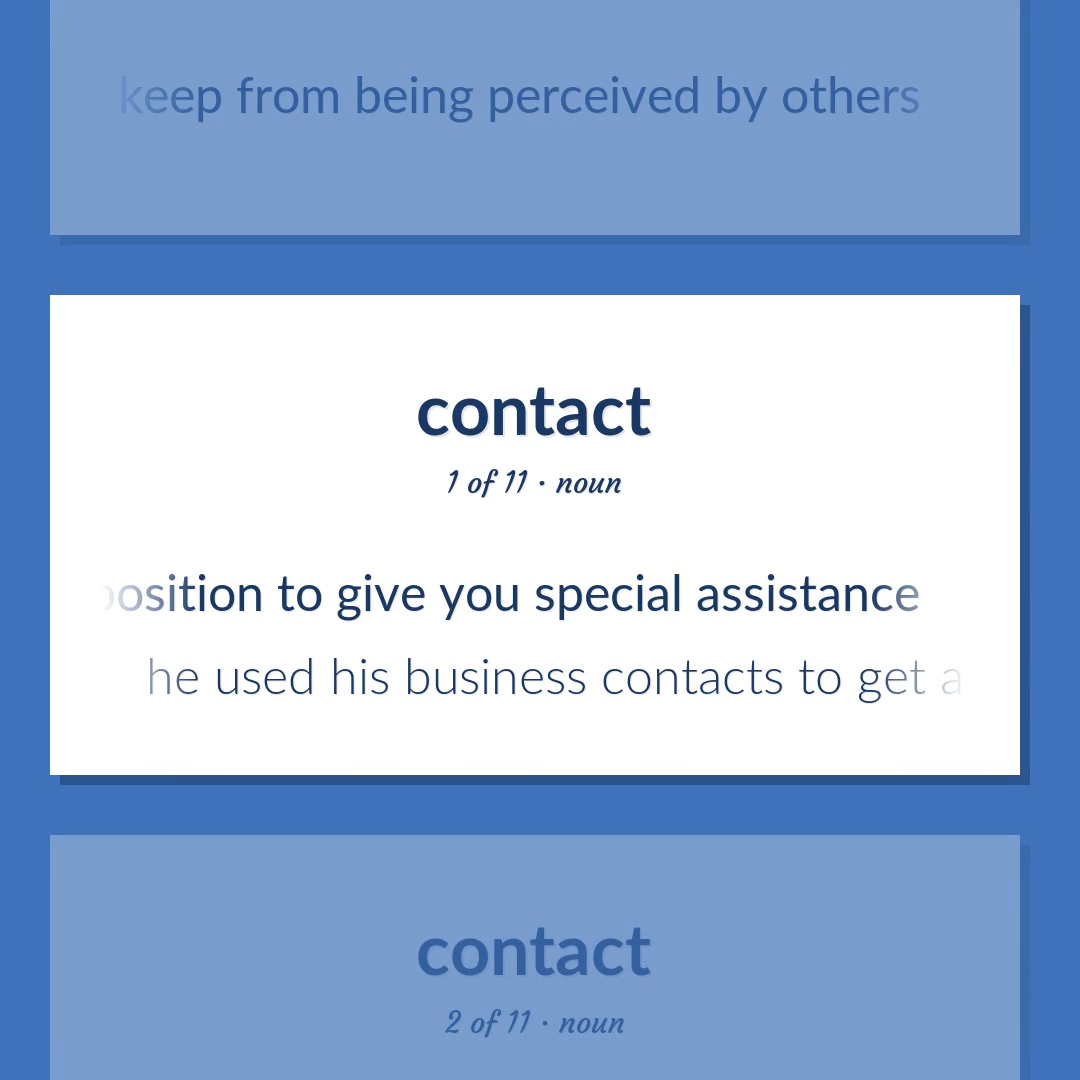 keep from being perceived by others
contact
1 of 11 · noun
position to give you special assistance
he used his business contacts to get a
contact
2 of 11 · noun